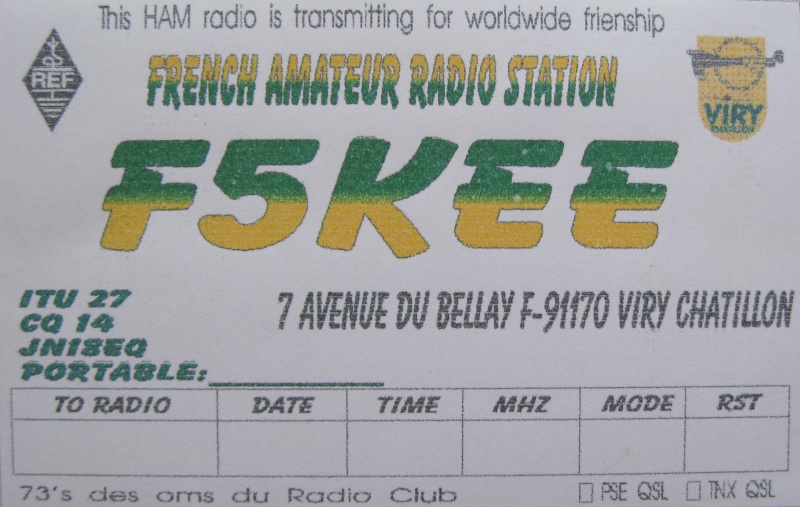 This HAM radio is transmitting for worldwide frienship
REF
FRENCH AMATEUR RADIO STATION
VIRY
CHATILLON
F5KEE
ITU 27
CQ 14
JN18EQ
PORTABLE:
7 AVENUE DU BELLAY F-91170 VIRY CHATILLON
TO RADIO DATE TIME MHZ MODE RST
73's des oms du Radio Club
PSE QSL TNX QSL